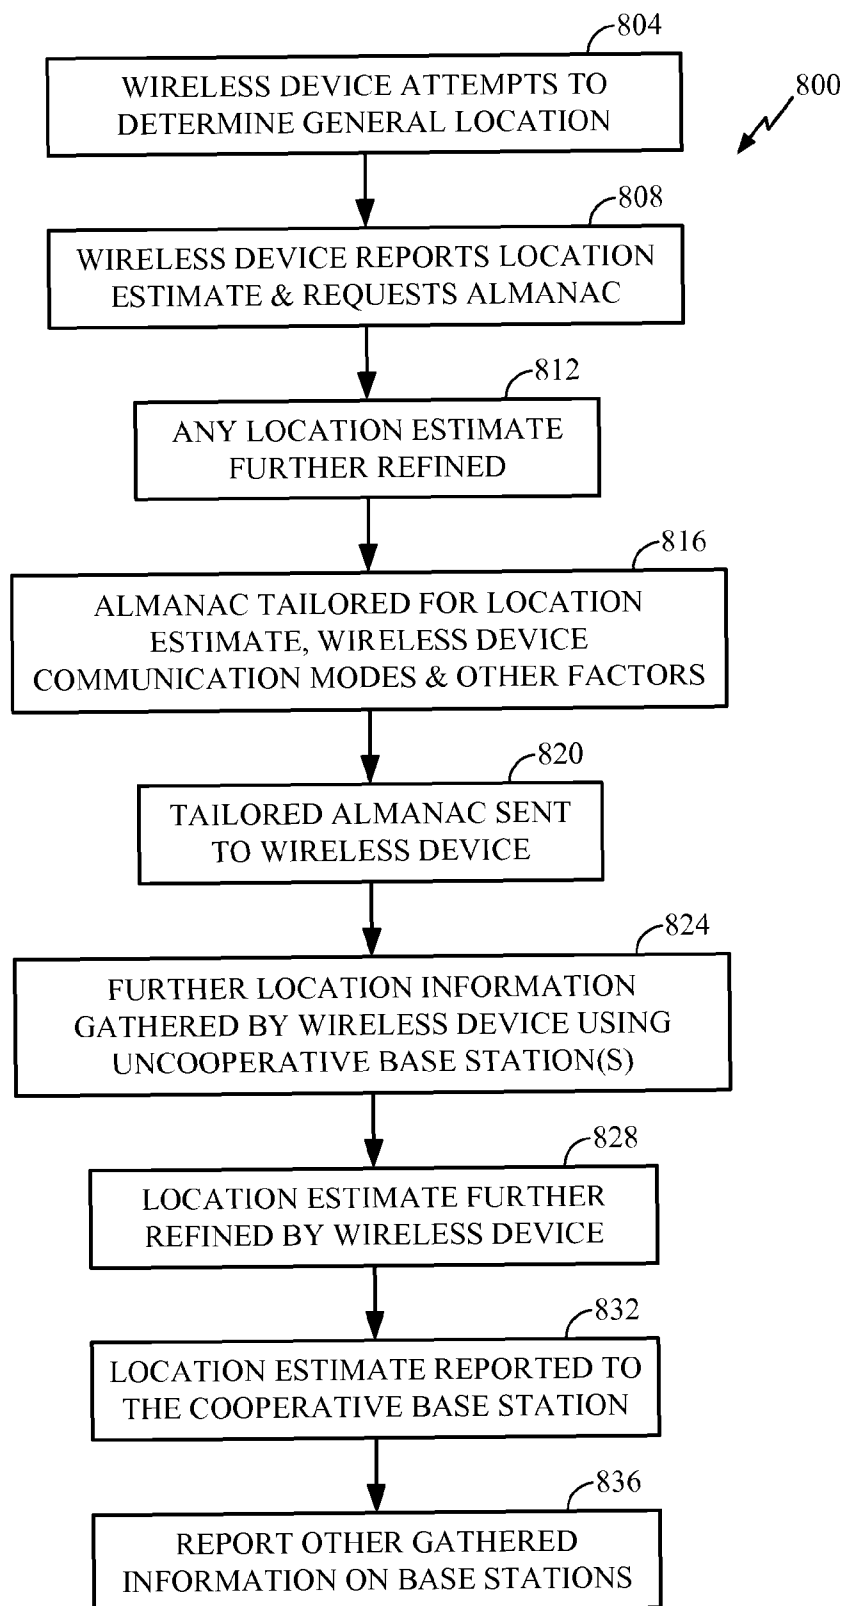 804
800
WIRELESS DEVICE ATTEMPTS TO
DETERMINE GENERAL LOCATION
808
WIRELESS DEVICE REPORTS LOCATION
ESTIMATE & REQUESTS ALMANAC
812
ANY LOCATION ESTIMATE
FURTHER REFINED
816
ALMANAC TAILORED FOR LOCATION
ESTIMATE, WIRELESS DEVICE
COMMUNICATION MODES & OTHER FACTORS
820
TAILORED ALMANAC SENT
TO WIRELESS DEVICE
824
FURTHER LOCATION INFORMATION
GATHERED BY WIRELESS DEVICE USING
UNCOOPERATIVE BASE STATION(S)
828
LOCATION ESTIMATE FURTHER
REFINED BY WIRELESS DEVICE
832
LOCATION ESTIMATE REPORTED TO
THE COOPERATIVE BASE STATION
836
REPORT OTHER GATHERED
INFORMATION ON BASE STATIONS